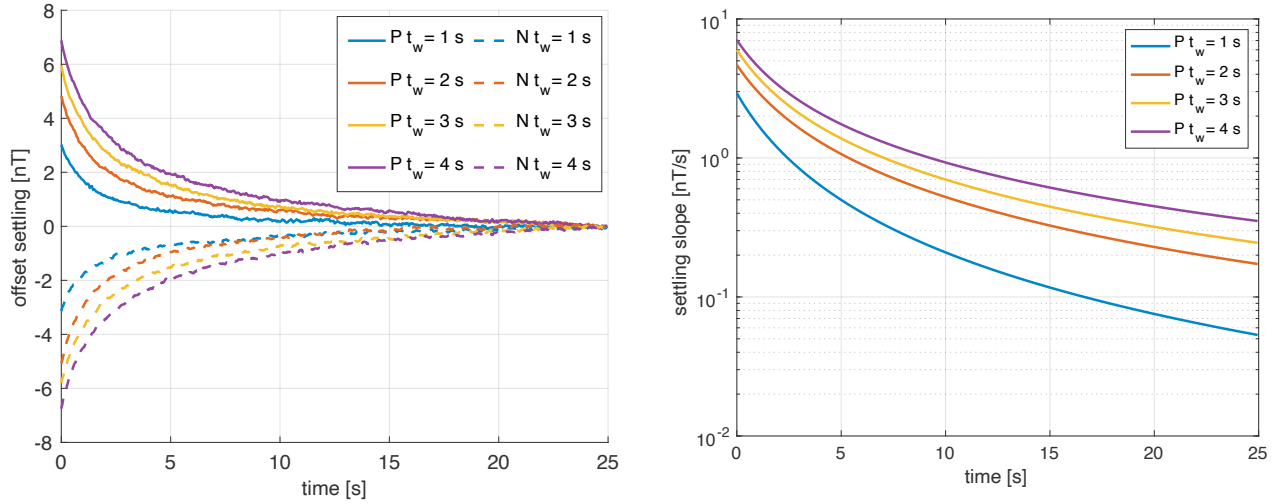 8
6
4
2
0
-2
-4
-6
-8
0 5 10 15 20 25
time [s]
offset settling [nT]
P t_w = 1 s N t_w = 1 s
P t_w = 2 s N t_w = 2 s
P t_w = 3 s N t_w = 3 s
P t_w = 4 s N t_w = 4 s
10^1
10^0
10^-1
10^-2
0 5 10 15 20 25
time [s]
settling slope [nT/s]
P t_w = 1 s
P t_w = 2 s
P t_w = 3 s
P t_w = 4 s